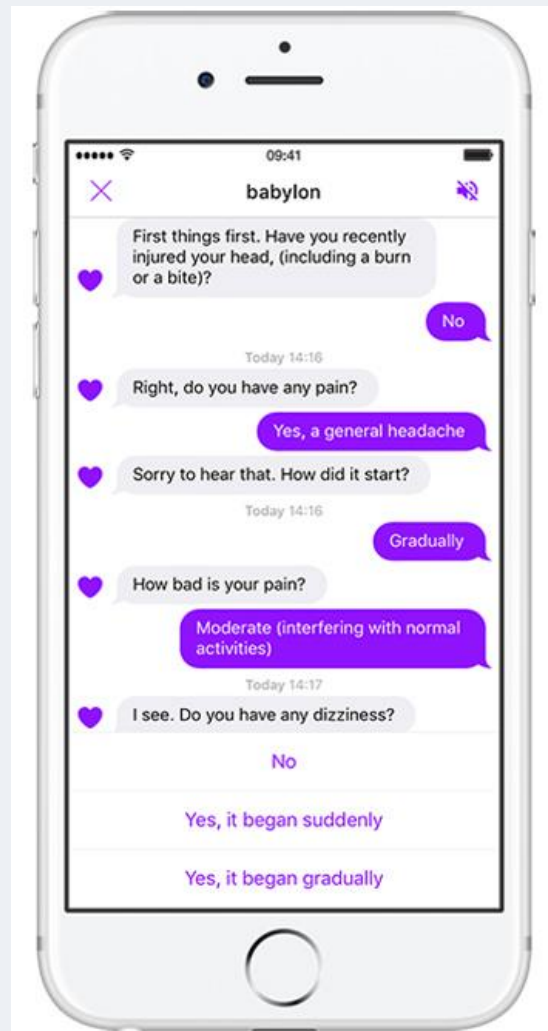 09:41
babylon
First things first. Have you recently
injured your head, (including a burn
or a bite)?
No
Today 14:16
Right, do you have any pain?
Yes, a general headache
Sorry to hear that. How did it start?
Today 14:16
Gradually
How bad is your pain?
Moderate (interfering with normal
activities)
Today 14:17
I see. Do you have any dizziness?
No
Yes, it began suddenly
Yes, it began gradually